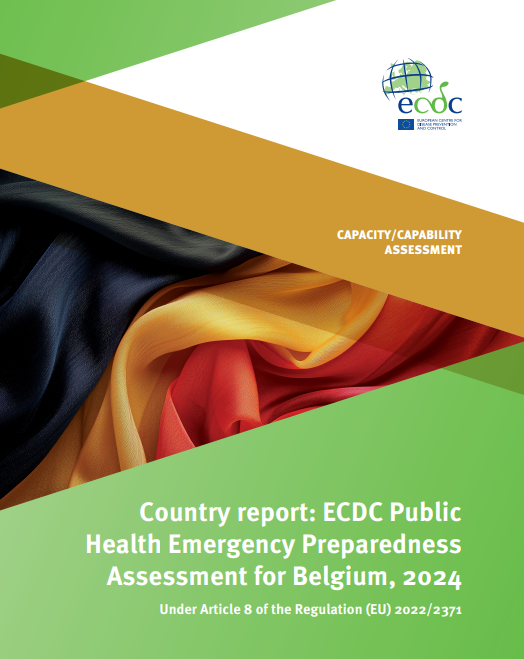 ecdc
EUROPEAN CENTRE FOR
DISEASE PREVENTION
AND CONTROL
CAPACITY/CAPABILITY
ASSESSMENT
Country report: ECDC Public
Health Emergency Preparedness
Assessment for Belgium, 2024
Under Article 8 of the Regulation (EU) 2022/2371